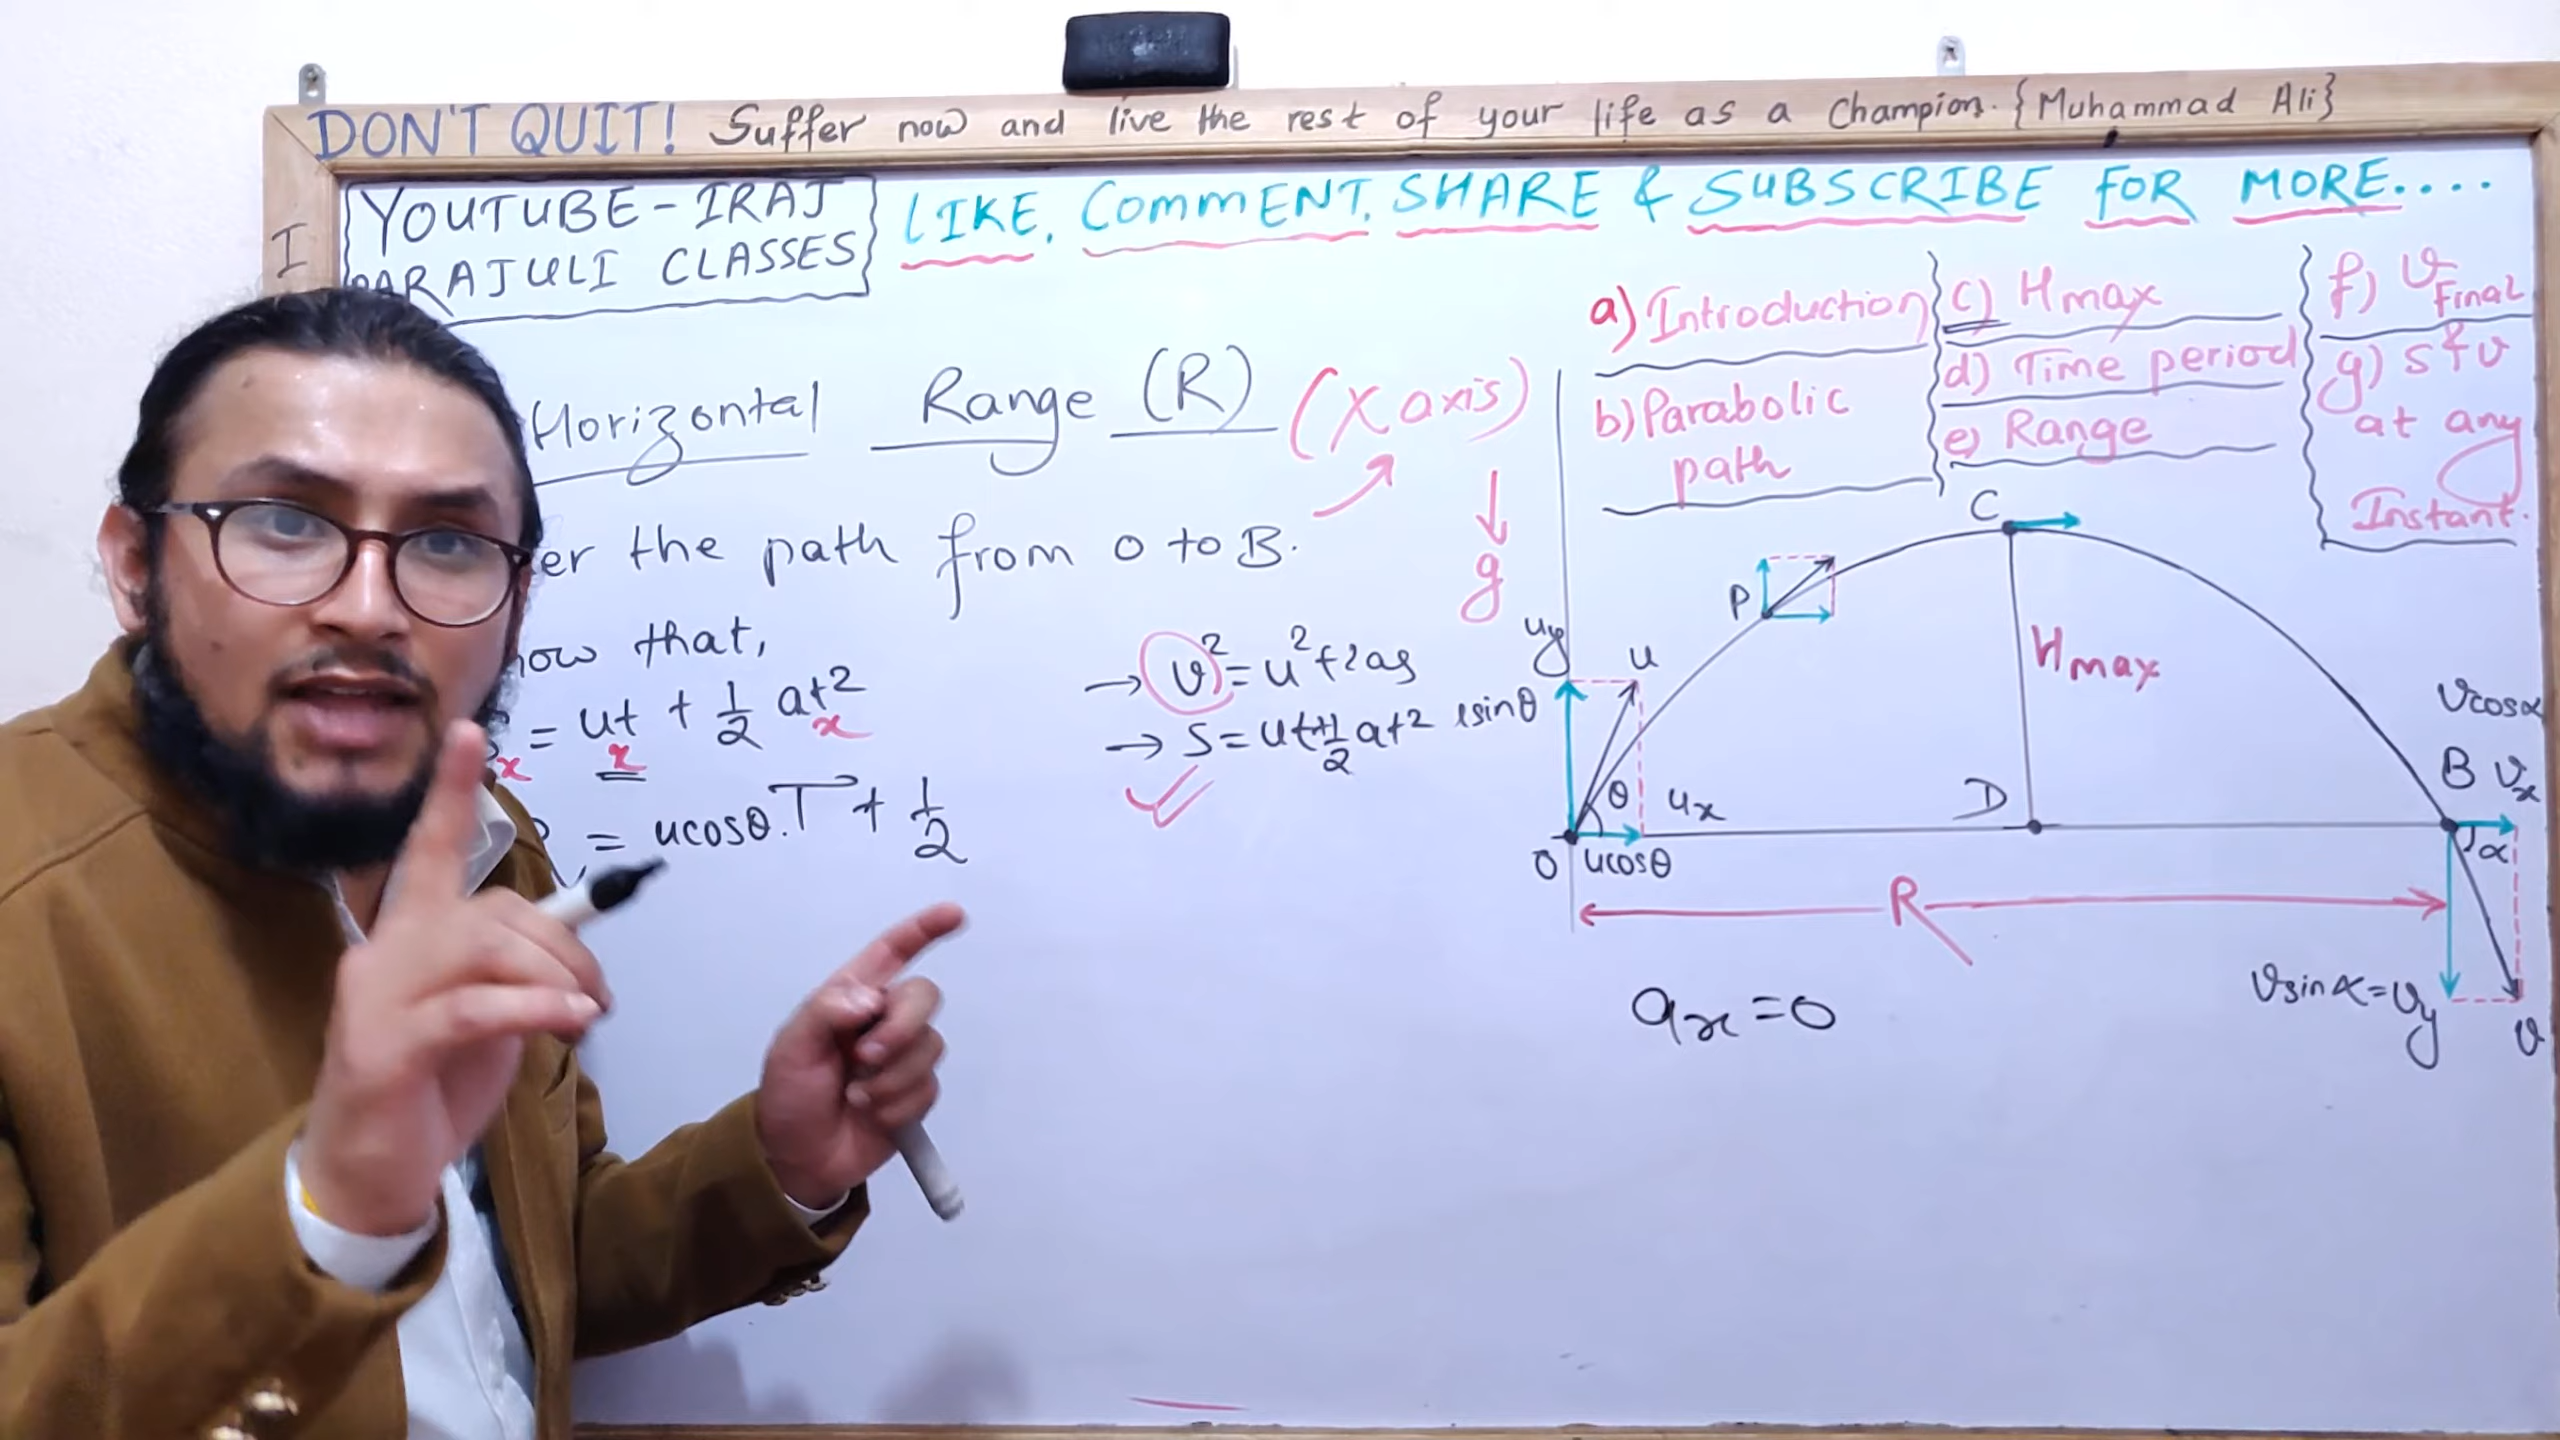 DON'T QUIT! Suffer now and live the rest of your life as a Champion. {Muhammad Ali}
I
YOUTUBE-IRAJ
PARAJULI CLASSES
LIKE, COMMENT, SHARE & SUBSCRIBE FOR MORE....
a) Introduction
b) Parabolic
path
c) Hmax
d) Time period
e) Range
f) vFinal
g) s & v
at any
Instant.
Horizontal Range (R) (X axis)
g
er the path from O to B.
now that,
x = ut x + 1/2 at² x
= ucosθ.T + 1/2
→ v² = u² + 2as
→ s = ut + 1/2 at²
uy
u
θ
ux
O
ucosθ
P
C
Hmax
D
vcosα
B vx
α
R
vsinα = vy
v
ax = 0